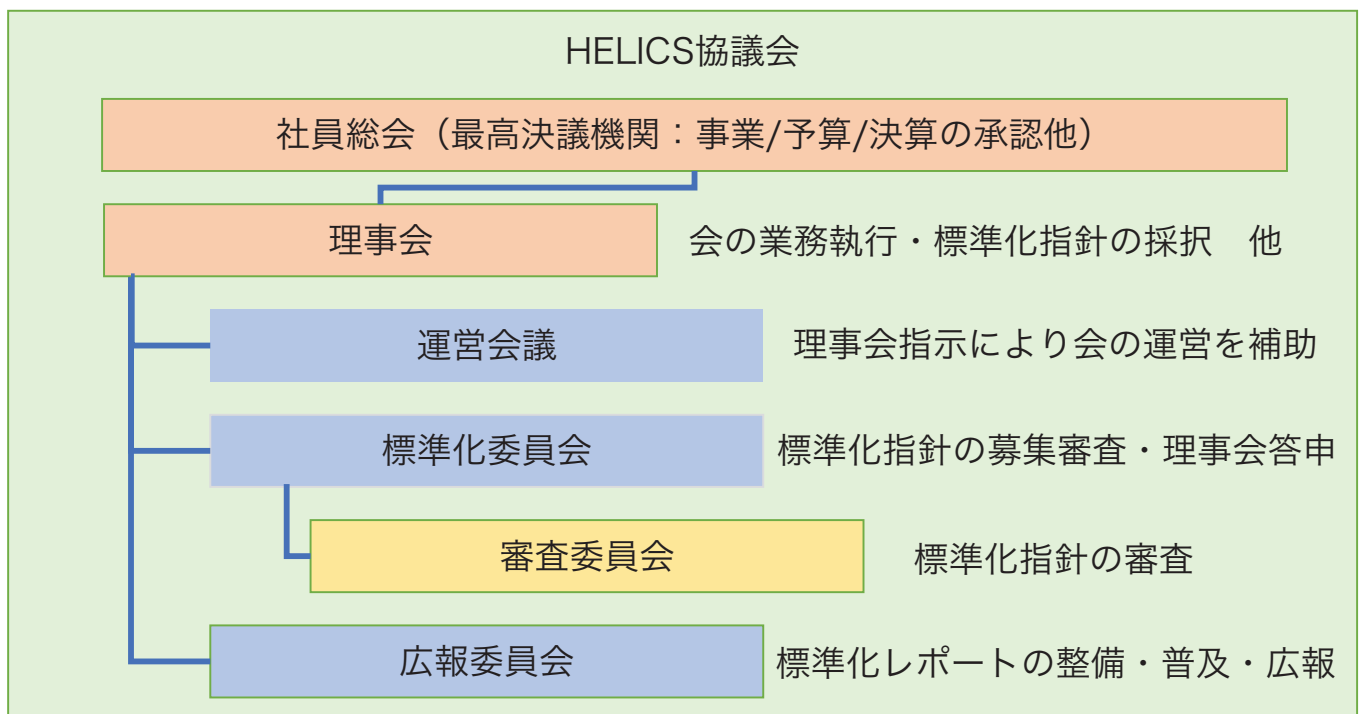 HELICS協議会
社員総会（最高決議機関：事業/予算/決算の承認他）
理事会
会の業務執行・標準化指針の採択　他
運営会議
理事会指示により会の運営を補助
標準化委員会
標準化指針の募集審査・理事会答申
審査委員会
標準化指針の審査
広報委員会
標準化レポートの整備・普及・広報